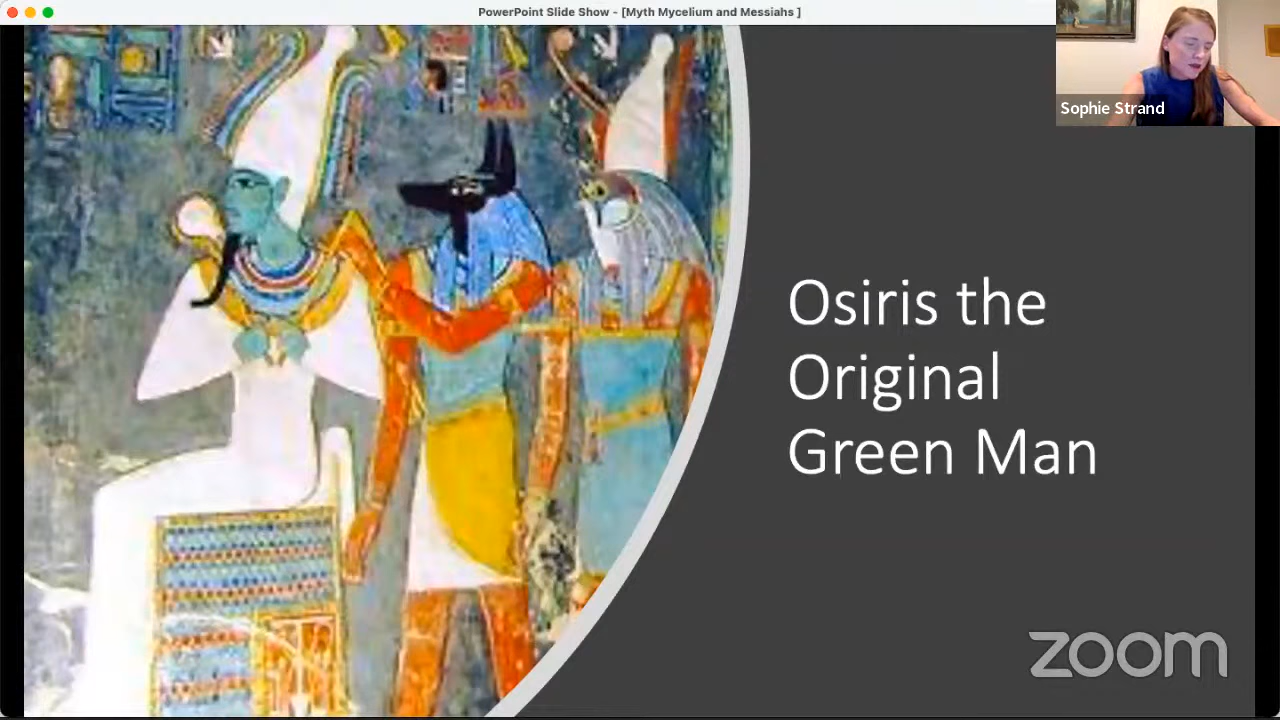 PowerPoint Slide Show - [Myth Mycelium and Messiahs ]
Sophie Strand
Osiris the
Original
Green Man
zoom